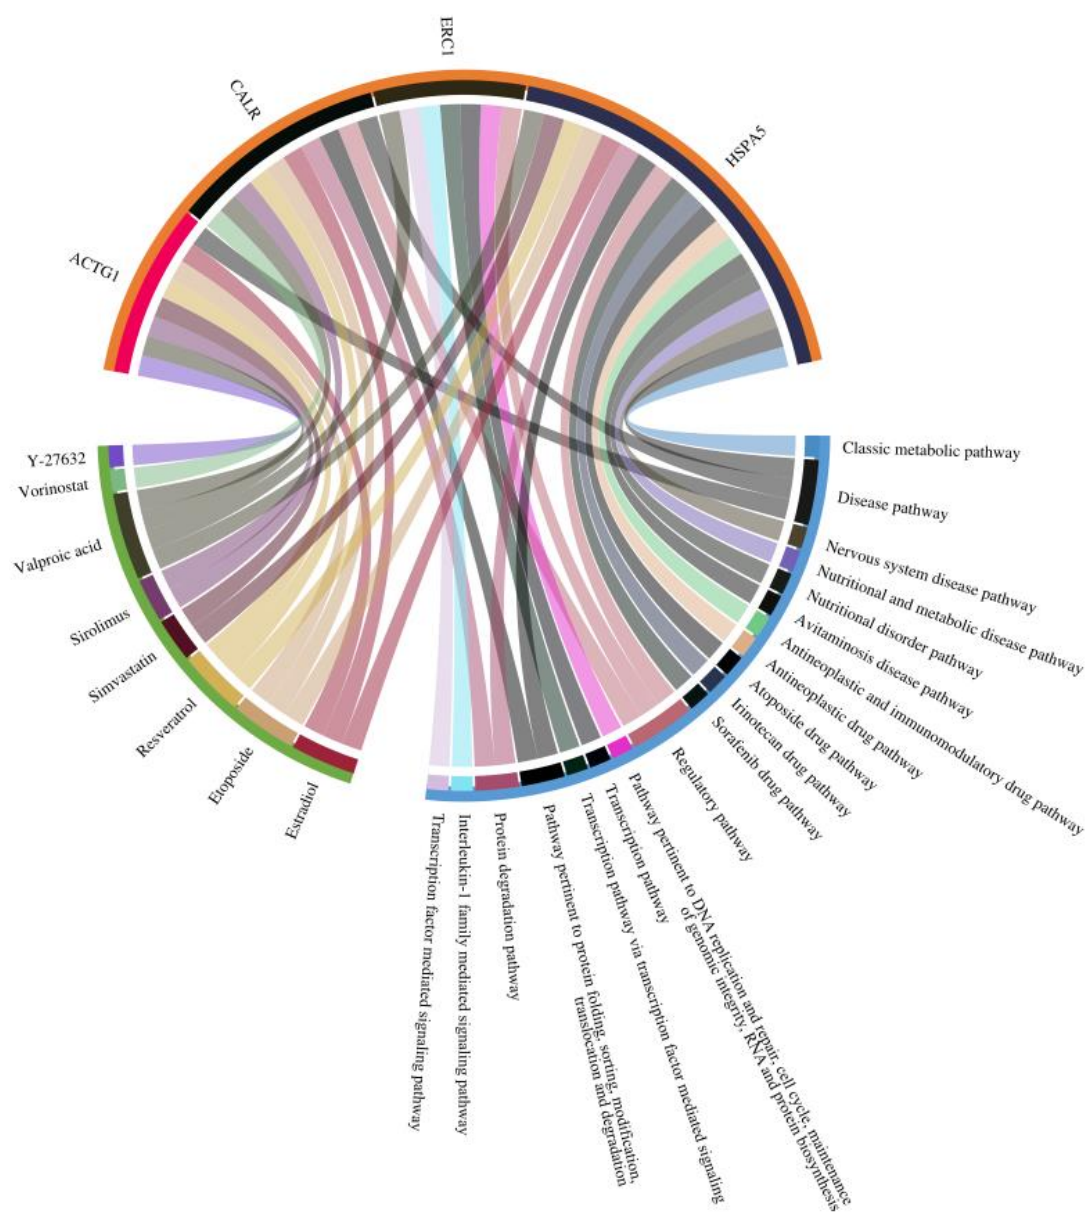 ERC1
CALR
HSPA5
ACTG1
Y-27632
Vorinostat
Valproic acid
Sirolimus
Simvastatin
Resveratrol
Etoposide
Estradiol
Classic metabolic pathway
Disease pathway
Nervous system disease pathway
Nutritional and metabolic disease pathway
Nutritional disorder pathway
Avitaminosis disease pathway
Antineoplastic and immunomodulatory drug pathway
Antineoplastic drug pathway
Atoposide drug pathway
Irinotecan drug pathway
Sorafenib drug pathway
Regulatory pathway
Pathway pertinent to DNA replication and repair, cell cycle, maintenance
of genomic integrity, RNA and protein biosynthesis
Transcription pathway
Transcription pathway via transcription factor mediated signaling
Pathway pertinent to protein folding, sorting, modification,
translocation and degradation
Protein degradation pathway
Interleukin-1 family mediated signaling pathway
Transcription factor mediated signaling pathway